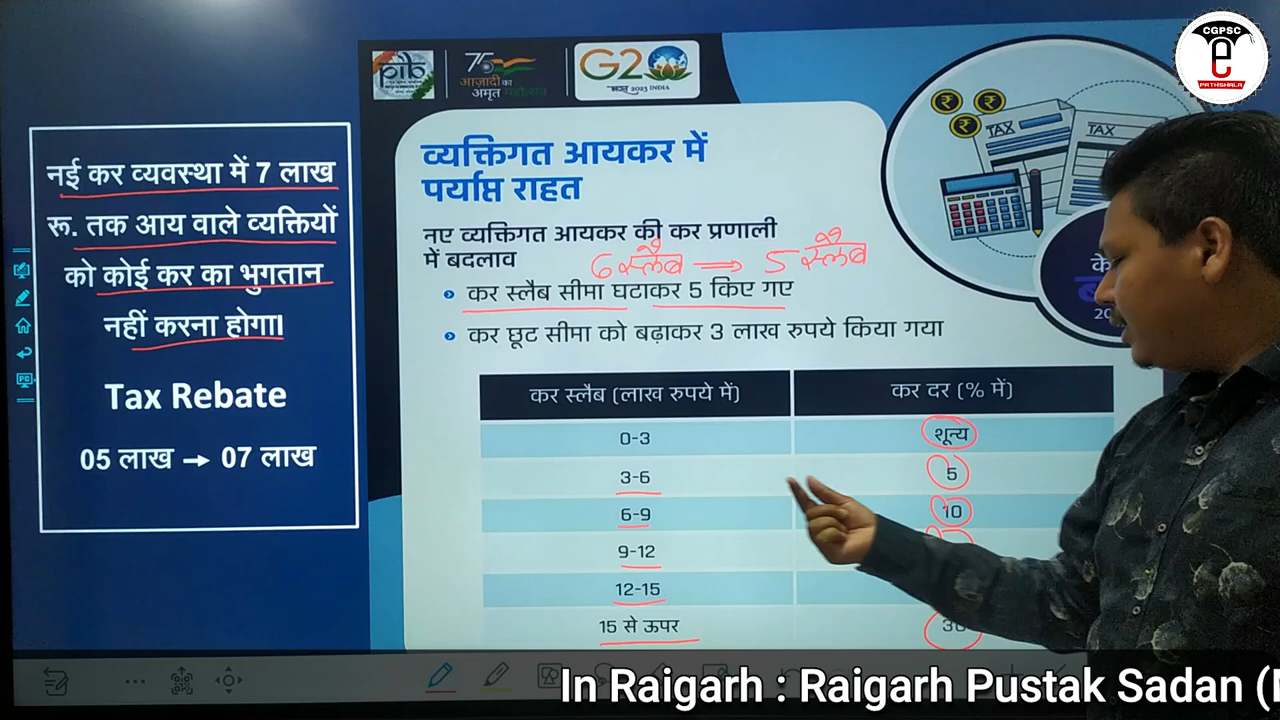 CGPSC
e
PATHSHALA
pib
75
आज़ादी का
अमृत महोत्सव
G20
भारत 2023 INDIA
TAX
TAX
नई कर व्यवस्था में 7 लाख
रू. तक आय वाले व्यक्तियों
को कोई कर का भुगतान
नहीं करना होगा।
Tax Rebate
05 लाख → 07 लाख
व्यक्तिगत आयकर में
पर्याप्त राहत
नए व्यक्तिगत आयकर की कर प्रणाली
में बदलाव
6 स्लैब → 5 स्लैब
कर स्लैब सीमा घटाकर 5 किए गए
कर छूट सीमा को बढ़ाकर 3 लाख रुपये किया गया
कर स्लैब (लाख रुपये में) कर दर (% में)
0-3 शून्य
3-6 5
6-9 10
9-12
12-15
15 से ऊपर 30
PC
In Raigarh : Raigarh Pustak Sadan (